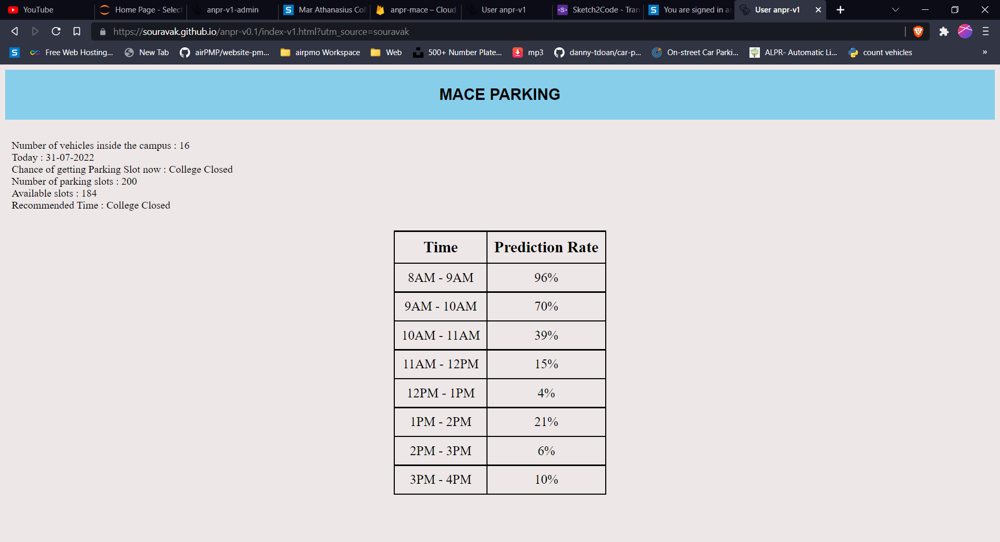 YouTube
Home Page - Select
anpr-v1-admin
Mar Athanasius Coll
anpr-mace – Cloud
User anpr-v1
Sketch2Code - Tran
You are signed in as
User anpr-v1
https://souravak.github.io/anpr-v0.1/index-v1.html?utm_source=souravak
Free Web Hosting...
New Tab
airPMP/website-pm...
airpmo Workspace
Web
500+ Number Plate...
mp3
danny-tdoan/car-p...
On-street Car Parki...
ALPR- Automatic Li...
count vehicles
»
MACE PARKING
Number of vehicles inside the campus : 16
Today : 31-07-2022
Chance of getting Parking Slot now : College Closed
Number of parking slots : 200
Available slots : 184
Recommended Time : College Closed
Time Prediction Rate
8AM - 9AM 96%
9AM - 10AM 70%
10AM - 11AM 39%
11AM - 12PM 15%
12PM - 1PM 4%
1PM - 2PM 21%
2PM - 3PM 6%
3PM - 4PM 10%